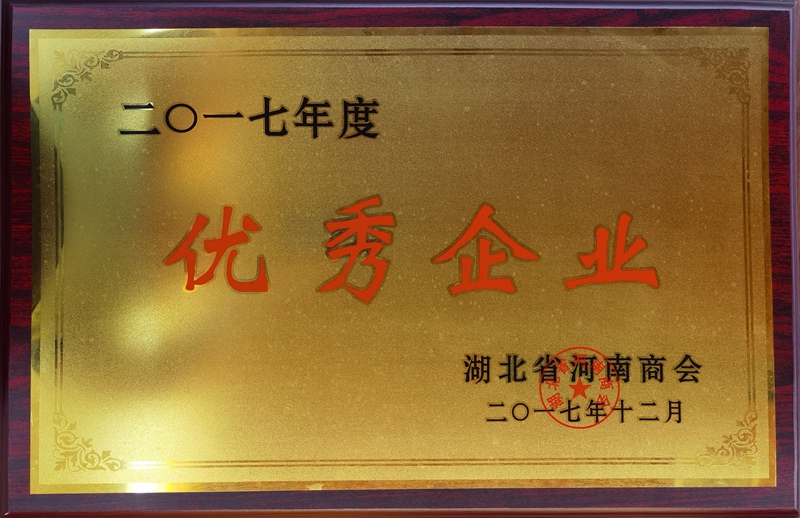 二〇一七年度
优秀企业
湖北省河南商会
二〇一七年十二月